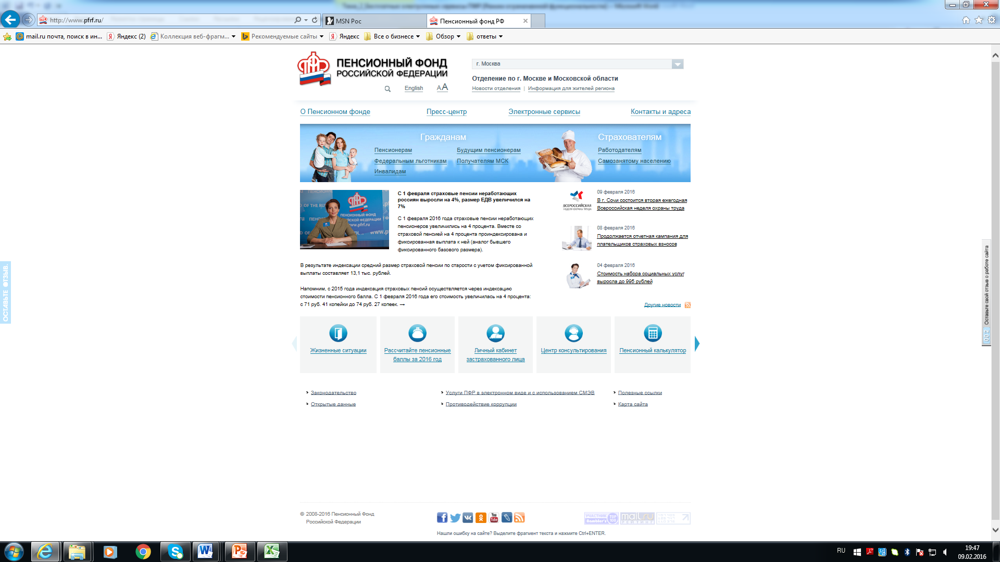 http://www.pfrf.ru/
MSN Рос
Пенсионный фонд РФ
mail.ru почта, поиск в ин...
Яндекс (2)
Коллекция веб-фрагм...
Рекомендуемые сайты
Яндекс
Все о бизнесе
Обзор
ответы
ПЕНСИОННЫЙ ФОНД
РОССИЙСКОЙ ФЕДЕРАЦИИ
English
AA
г. Москва
Отделение по г. Москве и Московской области
Новости отделения | Информация для жителей региона
О Пенсионном фонде
Пресс-центр
Электронные сервисы
Контакты и адреса
Гражданам
Пенсионерам
Будущим пенсионерам
Федеральным льготникам
Получателям МСК
Инвалидам
Страхователям
Работодателям
Самозанятому населению
ПЕНСИОННЫЙ ФОНД
РОССИЙСКОЙ ФЕДЕРАЦИИ
www.pfrf.ru
С 1 февраля страховые пенсии неработающих
россиян выросли на 4%, размер ЕДВ увеличился на
7%
С 1 февраля 2016 года страховые пенсии неработающих
пенсионеров увеличились на 4 процента. Вместе со
страховой пенсией на 4 процента проиндексирована и
фиксированная выплата к ней (аналог бывшего
фиксированного базового размера).
В результате индексации средний размер страховой пенсии по старости с учетом фиксированной
выплаты составляет 13,1 тыс. рублей.
Напомним, с 2015 года индексация страховых пенсий осуществляется через индексацию
стоимости пенсионного балла. С 1 февраля 2016 года его стоимость увеличилась на 4 процента:
с 71 руб. 41 копейки до 74 руб. 27 копеек. →
ВСЕРОССИЙСКАЯ
НЕДЕЛЯ ОХРАНЫ ТРУДА
09 февраля 2016
В г. Сочи состоится вторая ежегодная
Всероссийская неделя охраны труда
08 февраля 2016
Продолжается отчетная кампания для
плательщиков страховых взносов
04 февраля 2016
Стоимость набора социальных услуг
выросла до 995 рублей
Другие новости
ОСТАВЬТЕ ОТЗЫВ.
Оставьте свой отзыв о работе сайта
Жизненные ситуации
Рассчитайте пенсионные
баллы за 2016 год
Личный кабинет
застрахованного лица
Центр консультирования
Пенсионный калькулятор
Законодательство
Услуги ПФР в электронном виде и с использованием СМЭВ
Полезные ссылки
Открытые данные
Противодействие коррупции
Карта сайта
© 2008-2016 Пенсионный Фонд
Российской Федерации
You Tube
УЧАСТНИК
Rambler's TOP 100
mail.ru
РЕЙТИНГ
Нашли ошибку на сайте? Выделите фрагмент текста и нажмите Ctrl+ENTER.
RU
19:47
09.02.2016